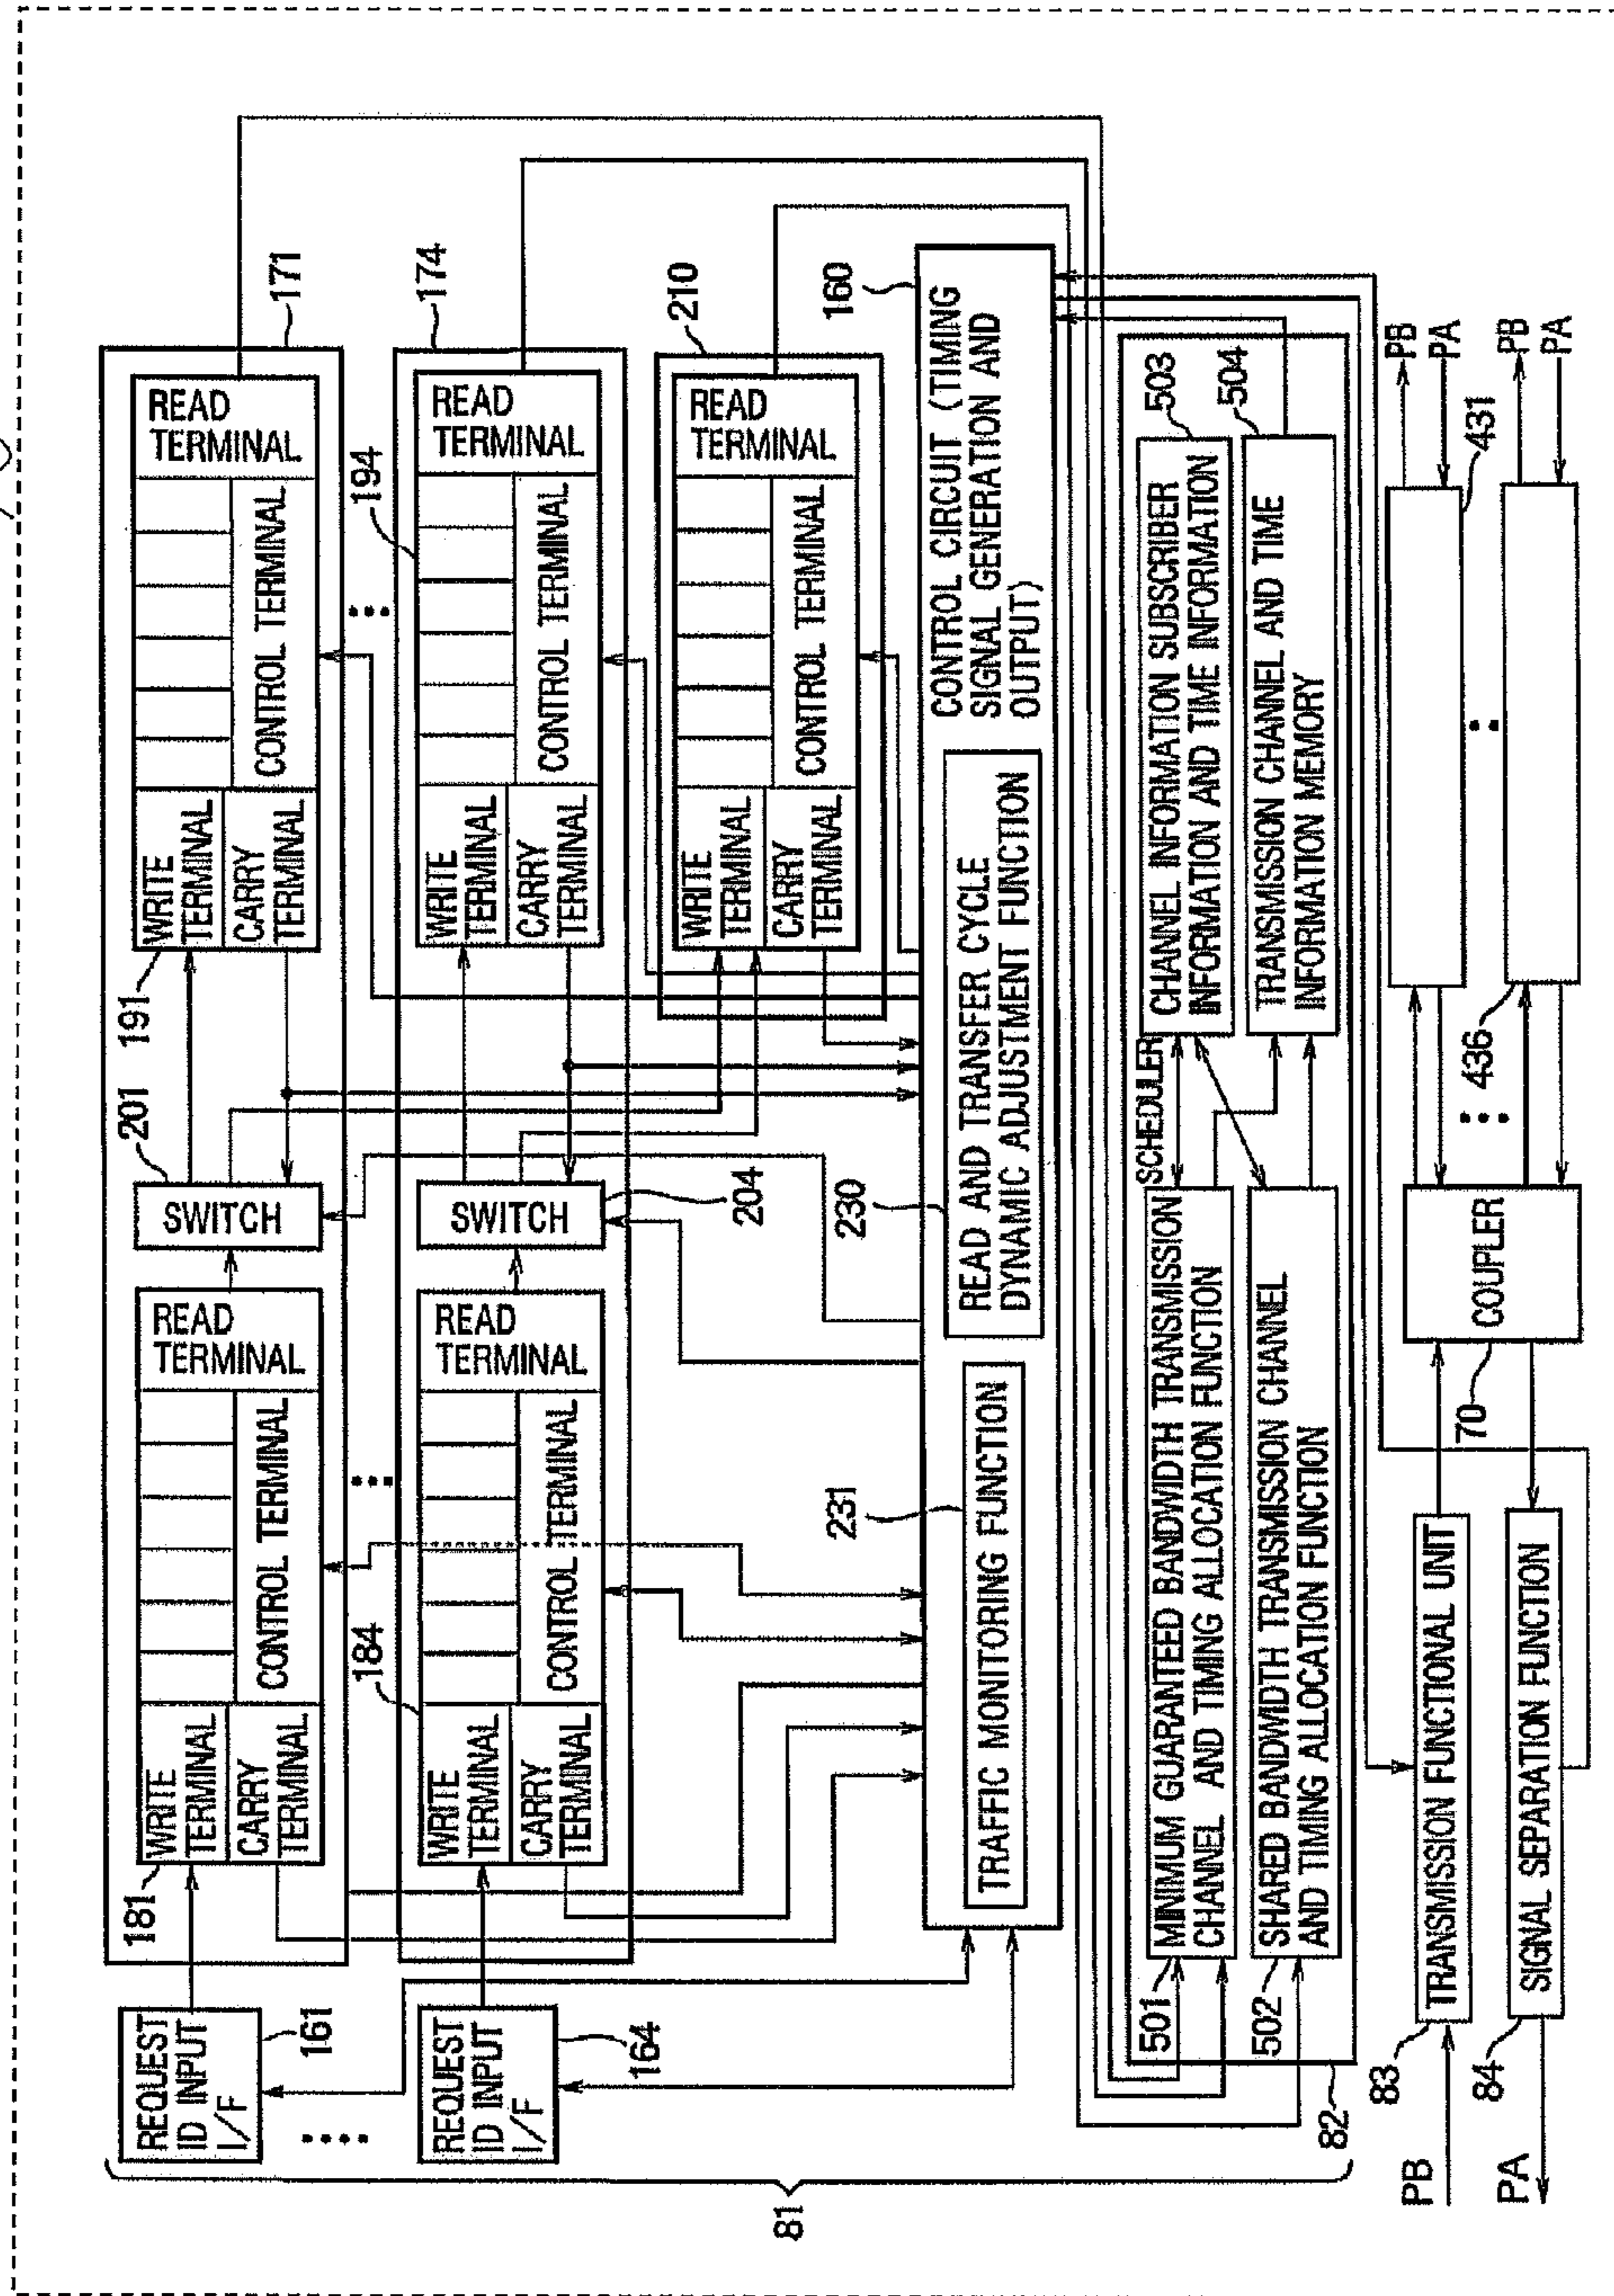 REQUEST
ID INPUT
I/F
161
181
WRITE
TERMINAL
CARRY
TERMINAL
CONTROL TERMINAL
READ
TERMINAL
SWITCH
201
191
WRITE
TERMINAL
CARRY
TERMINAL
CONTROL TERMINAL
READ
TERMINAL
171
REQUEST
ID INPUT
I/F
164
184
WRITE
TERMINAL
CARRY
TERMINAL
CONTROL TERMINAL
READ
TERMINAL
SWITCH
204
194
WRITE
TERMINAL
CARRY
TERMINAL
CONTROL TERMINAL
READ
TERMINAL
174
WRITE
TERMINAL
CARRY
TERMINAL
CONTROL TERMINAL
READ
TERMINAL
210
81
231
TRAFFIC MONITORING FUNCTION
230
READ AND TRANSFER CYCLE
DYNAMIC ADJUSTMENT FUNCTION
CONTROL CIRCUIT (TIMING
SIGNAL GENERATION AND
OUTPUT)
160
82
501
MINIMUM GUARANTEED BANDWIDTH TRANSMISSION
CHANNEL AND TIMING ALLOCATION FUNCTION
502
SHARED BANDWIDTH TRANSMISSION CHANNEL
AND TIMING ALLOCATION FUNCTION
SCHEDULER
CHANNEL INFORMATION SUBSCRIBER
INFORMATION AND TIME INFORMATION
503
TRANSMISSION CHANNEL AND TIME
INFORMATION MEMORY
504
PB
83
TRANSMISSION FUNCTIONAL UNIT
PA
84
SIGNAL SEPARATION FUNCTION
70
COUPLER
436
431
PB
PA
PB
PA